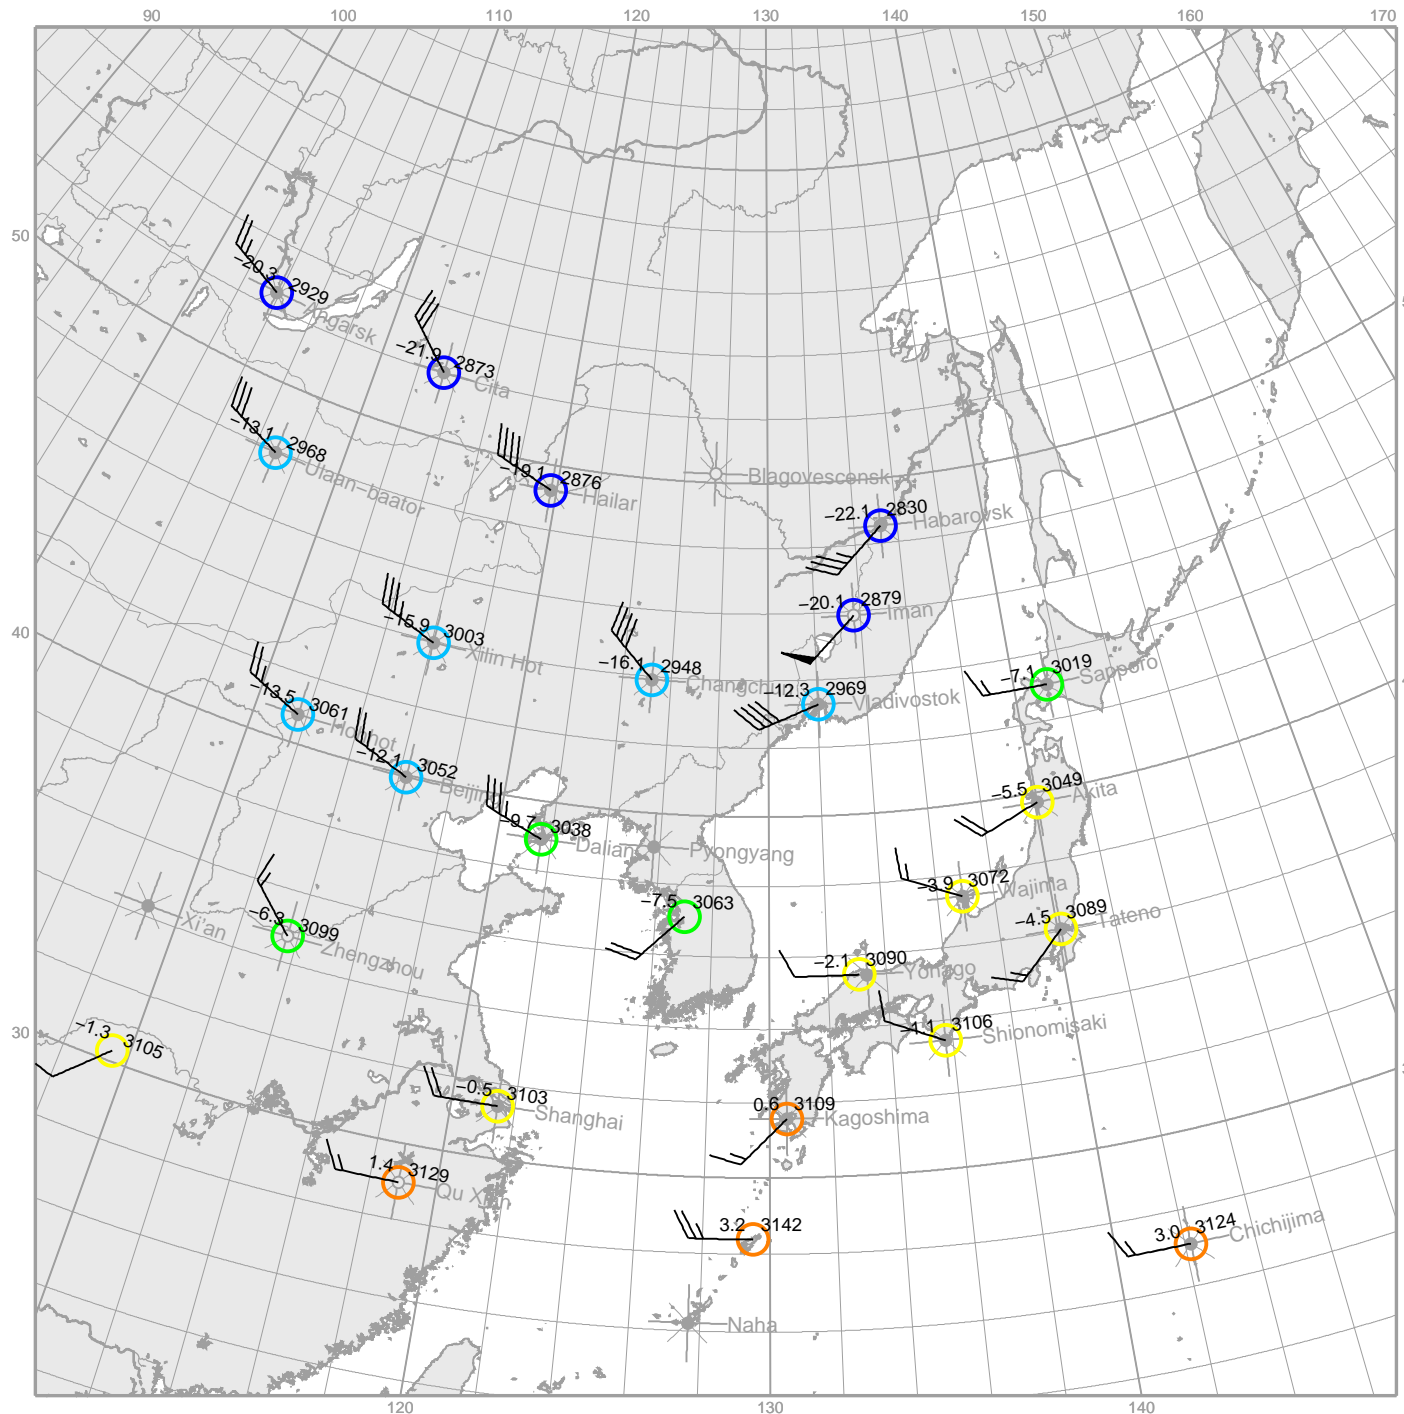 90 100 110 120 130 140 150 160 170
50
−20.3 2929
Angarsk
−21.9 2873
Cita
−13.1 2968
Ulaan−baator
−19.1 2876
Hailar
Blagovescensk
−22.1 2830
Habarovsk
−20.1 2879
Iman
40
−15.9 3003
Xilin Hot
−16.1 2948
Changch
−12.3 2969
Vladivostok
−7.1 3019
Sapporo
−13.5 3061
Hohhot
−12.1 3052
Beijin
−5.5 3049
Akita
−9.7 3038
Dalian
Pyongyang
−3.9 3072
Wajima
−7.5 3063
−4.5 3089
Tateno
Xi'an
−6.3 3099
Zhengzhou
−2.1 3090
Yonago
30
−1.3 3105
−1.1 3106
Shionomisaki
−0.5 3103
Shanghai
0.6 3109
Kagoshima
1.4 3129
Qu Xian
3.2 3142
3.0 3124
Chichijima
Naha
120 130 140